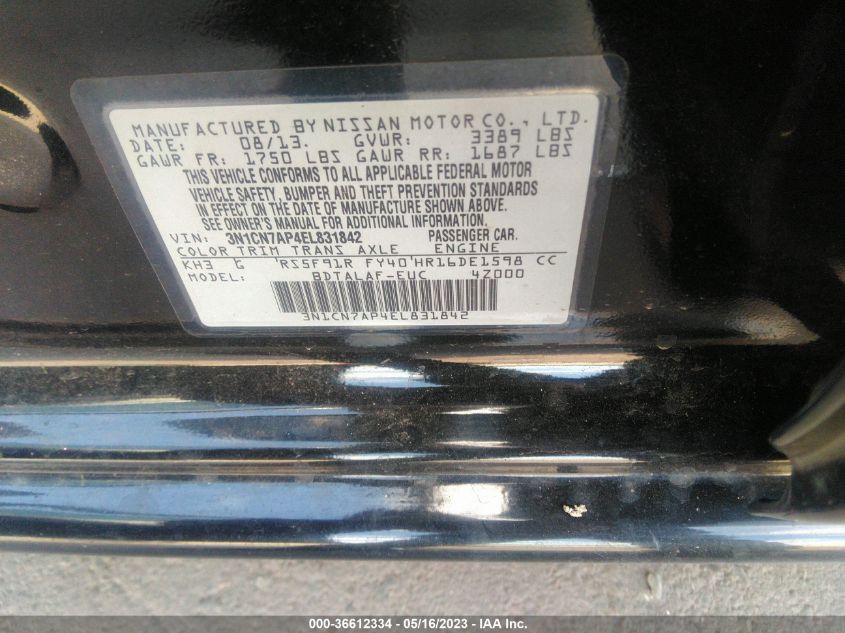 MANUFACTURED BY NISSAN MOTOR CO., LTD.
DATE: 08/13. GVWR: 3389 LBS
GAWR FR: 1750 LBS GAWR RR: 1687 LBS
THIS VEHICLE CONFORMS TO ALL APPLICABLE FEDERAL MOTOR
VEHICLE SAFETY, BUMPER AND THEFT PREVENTION STANDARDS
IN EFFECT ON THE DATE OF MANUFACTURE SHOWN ABOVE.
SEE OWNER'S MANUAL FOR ADDITIONAL INFORMATION
VIN: 3N1CN7AP4EL831842 PASSENGER CAR.
COLOR TRIM TRANS AXLE ENGINE
KH3 G 'RS5F91R FY40'HR16DE1598 CC
MODEL: BDTALAF-EUC 4Z000
3N1CN7AP4EL831842
000-36612334 - 05/16/2023 - IAA Inc.